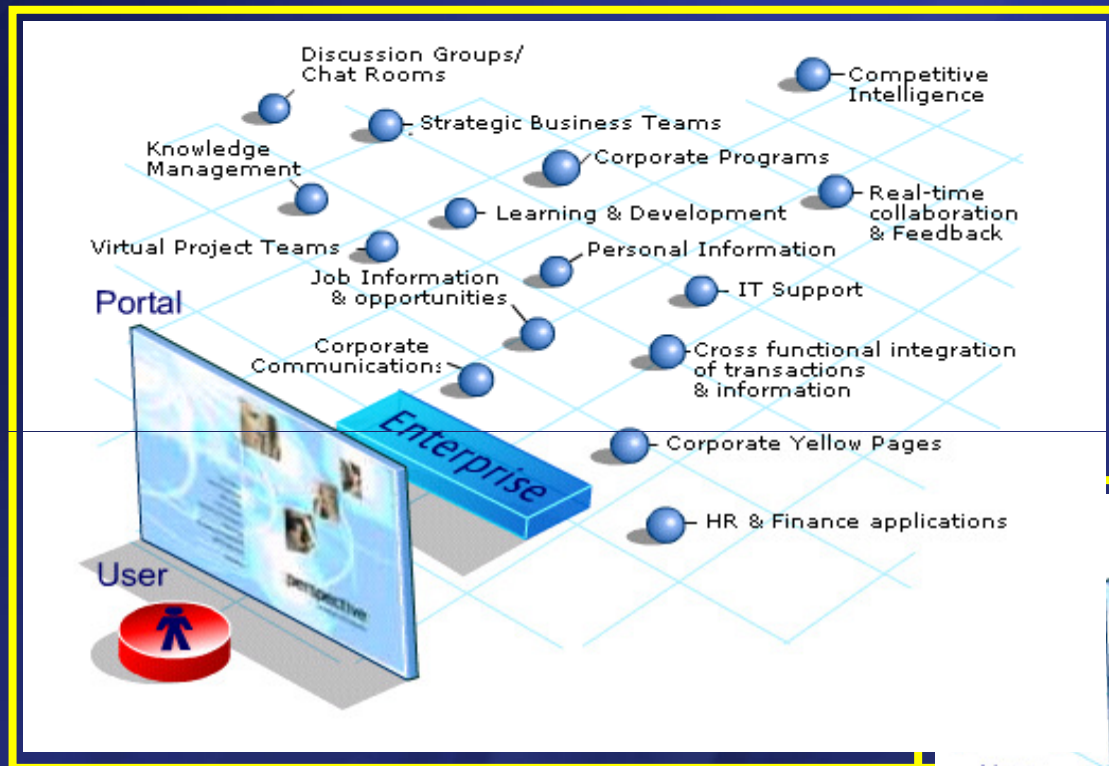 Discussion Groups/
Chat Rooms
Competitive
Intelligence
Strategic Business Teams
Knowledge
Management
Corporate Programs
Real-time
collaboration
& Feedback
Learning & Development
Virtual Project Teams
Personal Information
Job Information
& opportunities
IT Support
Portal
Corporate
Communications
Cross functional integration
of transactions
& information
Enterprise
Corporate Yellow Pages
HR & Finance applications
User
perspective